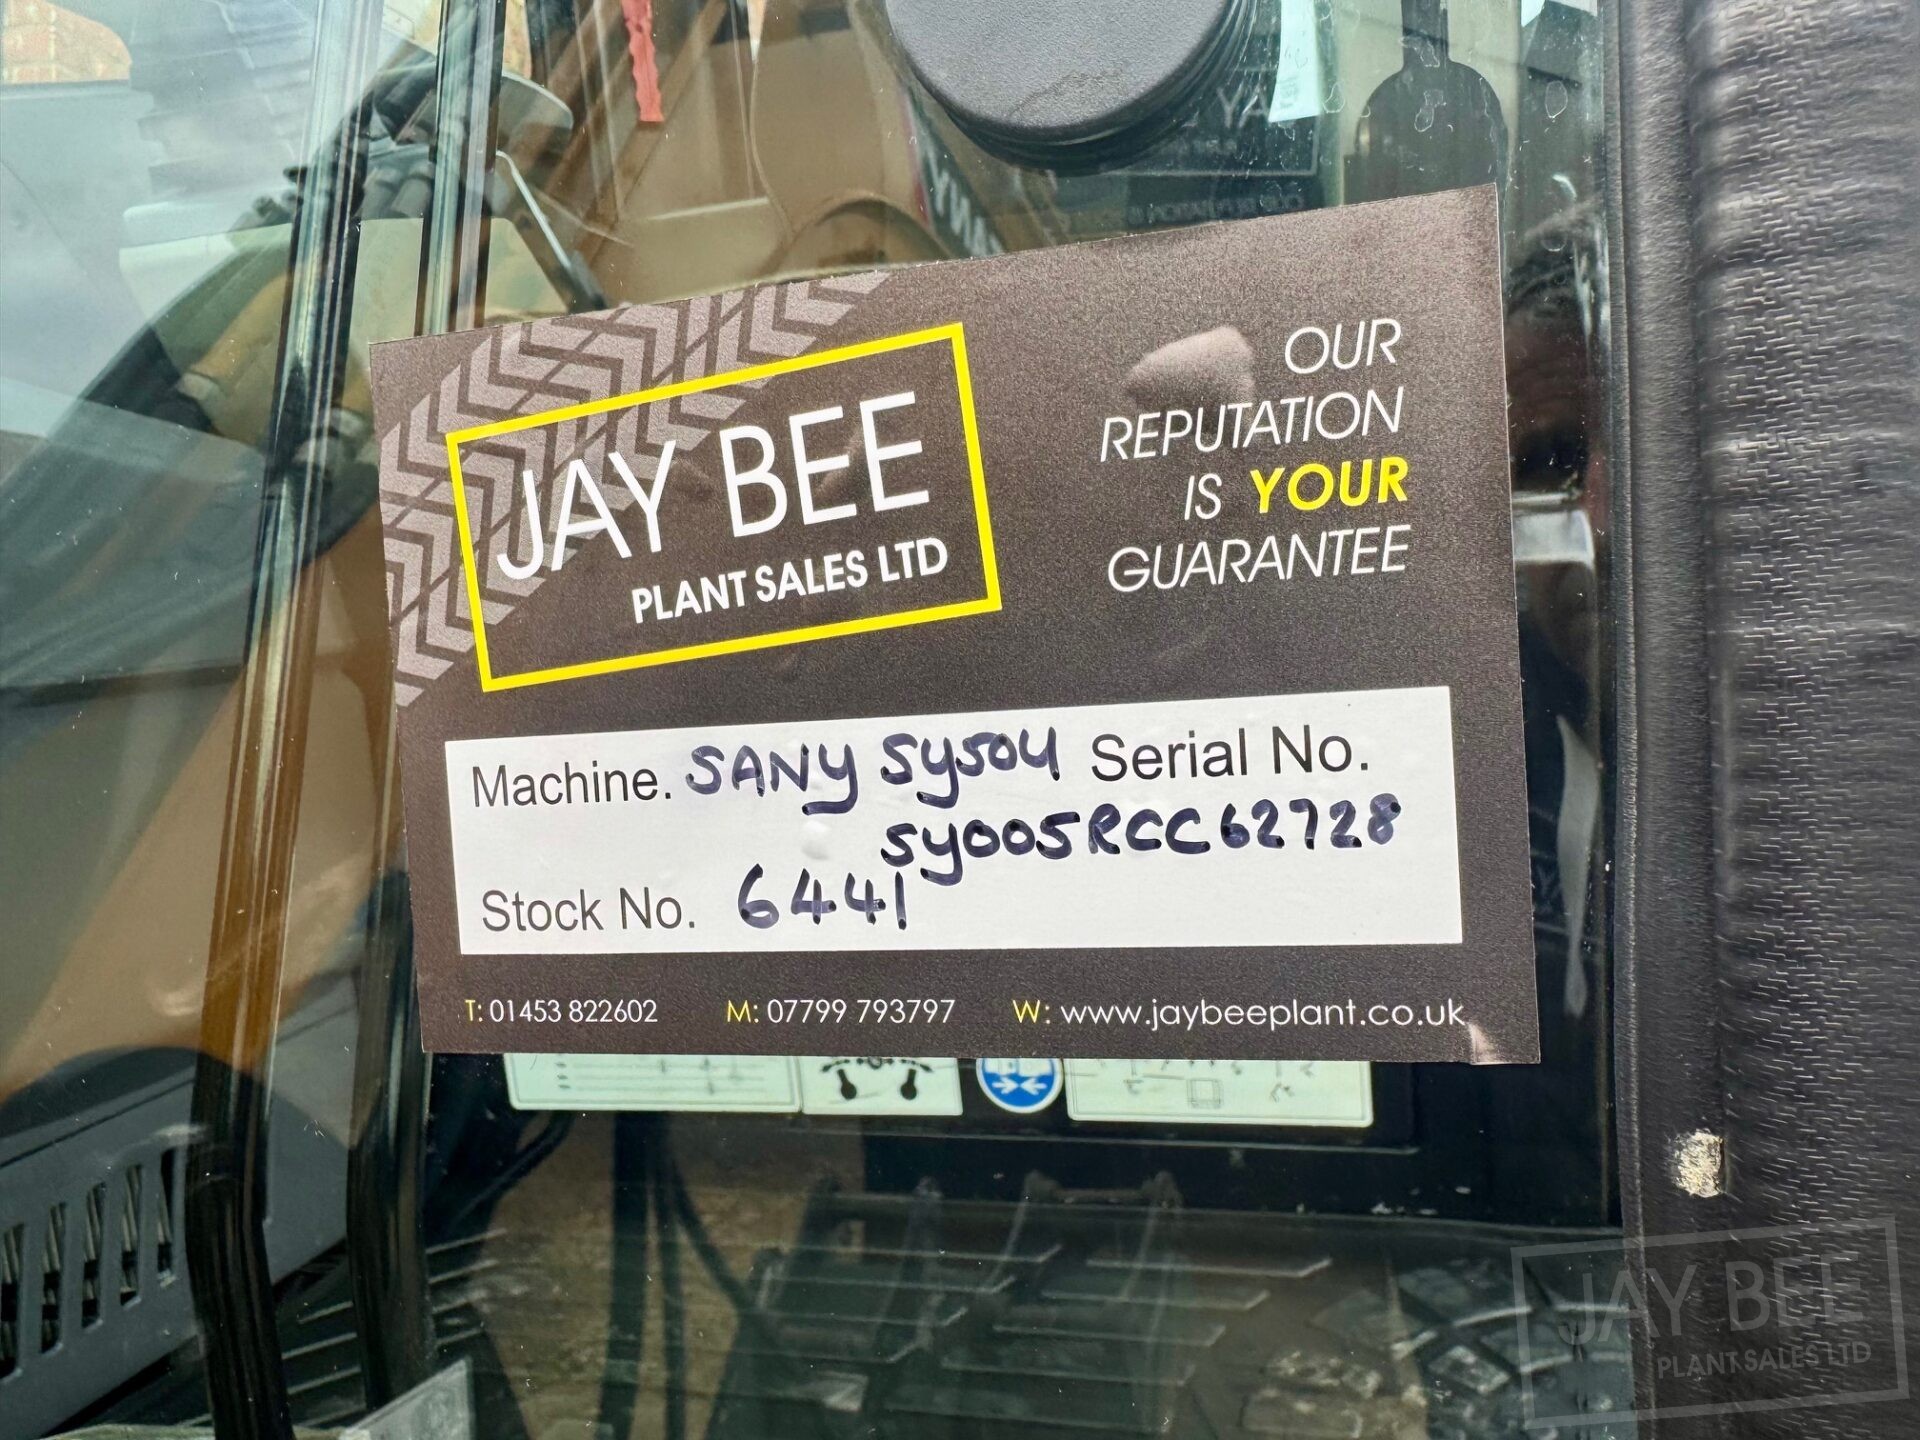 JAY BEE
PLANT SALES LTD
OUR
REPUTATION
IS YOUR
GUARANTEE
Machine. SANY SY50U Serial No.
SY005RCC62728
Stock No. 6441
T: 01453 822602 M: 07799 793797 W: www.jaybeeplant.co.uk
JAY BEE
PLANT SALES LTD